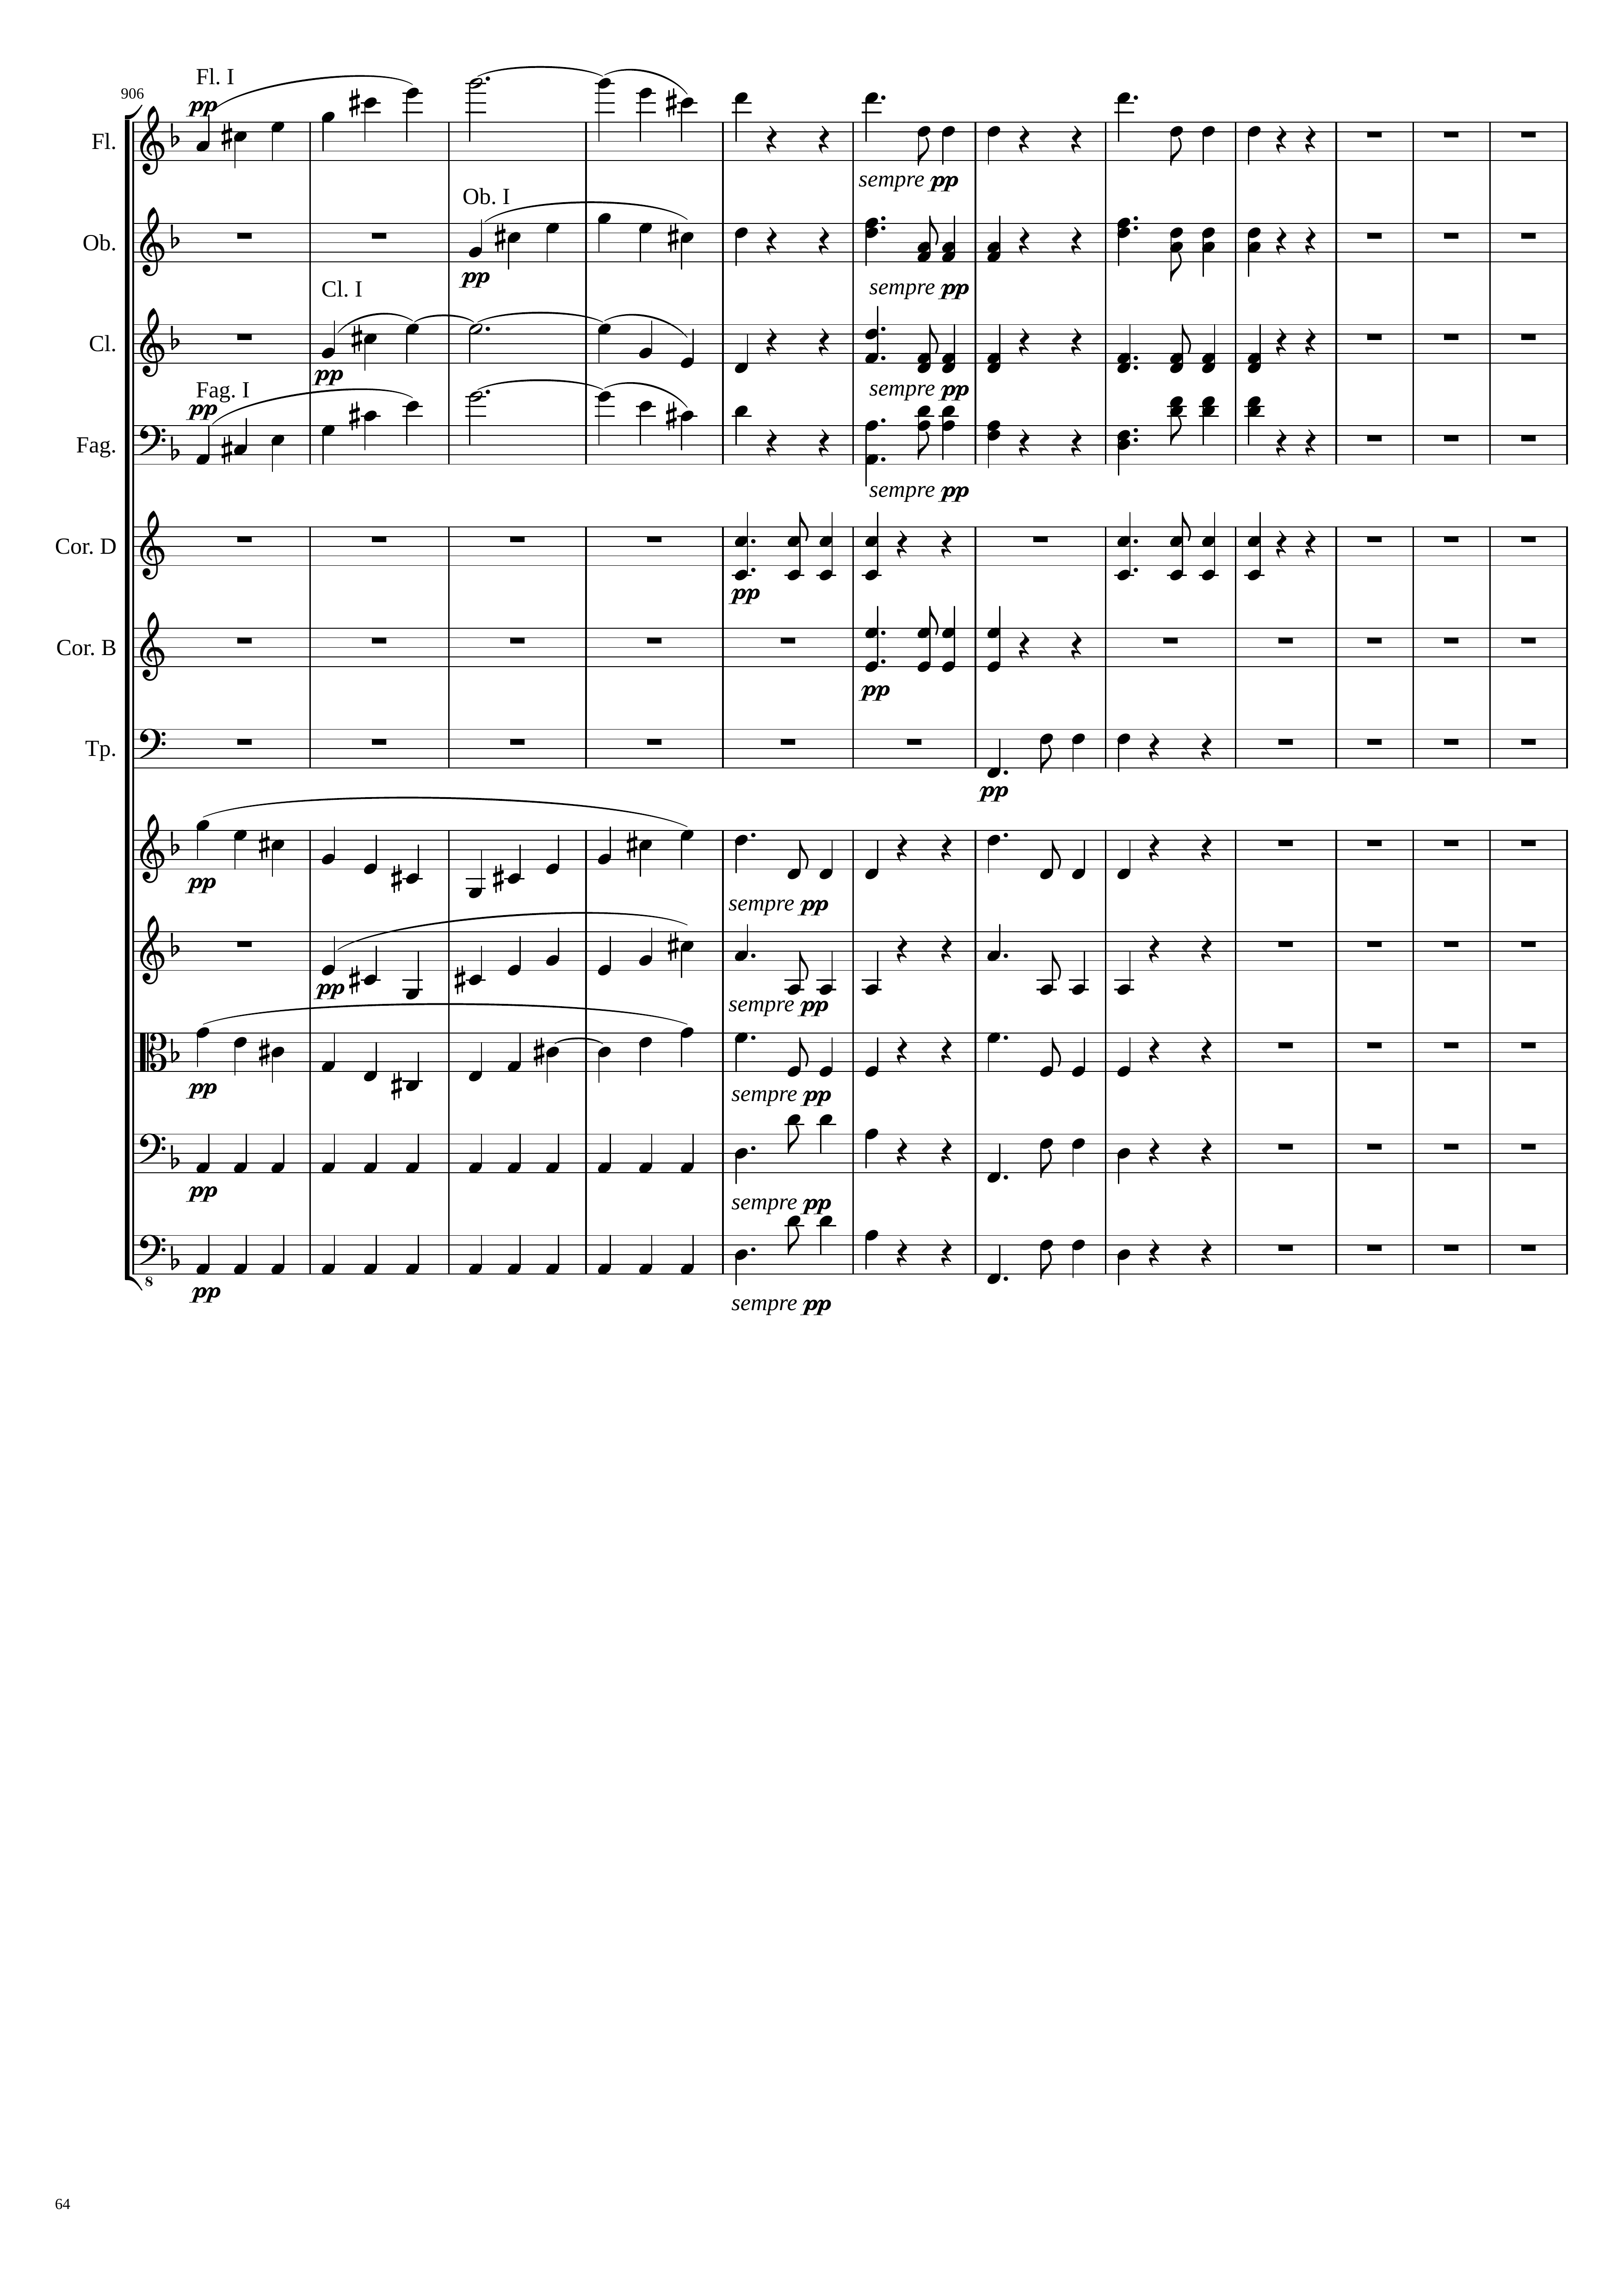 Fl. I
906
pp
Fl.
sempre pp
Ob. I
Ob.
pp
sempre pp
Cl. I
Cl.
pp
sempre pp
Fag. I
pp
Fag.
sempre pp
Cor. D
pp
Cor. B
pp
Tp.
pp
pp
sempre pp
pp
sempre pp
pp
sempre pp
pp
sempre pp
8
pp
sempre pp
64